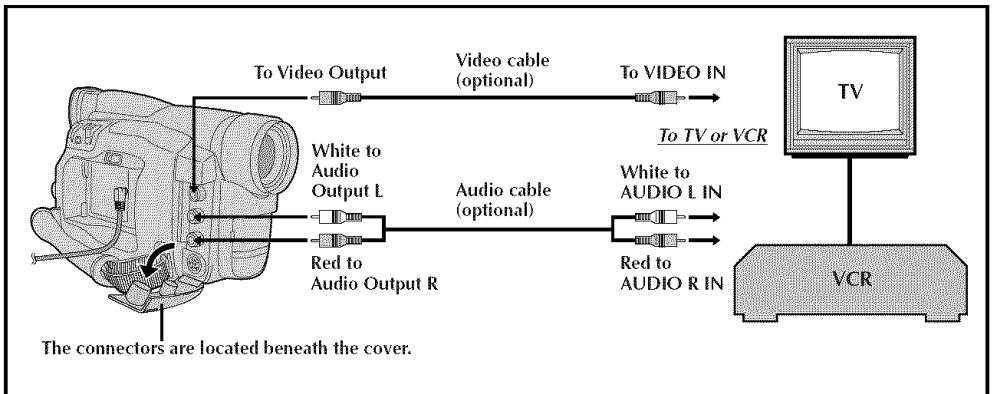 To Video Output
Video cable
(optional)
To VIDEO IN
TV
To TV or VCR
White to
Audio
Output L
Audio cable
(optional)
White to
AUDIO L IN
Red to
Audio Output R
Red to
AUDIO R IN
VCR
The connectors are located beneath the cover.